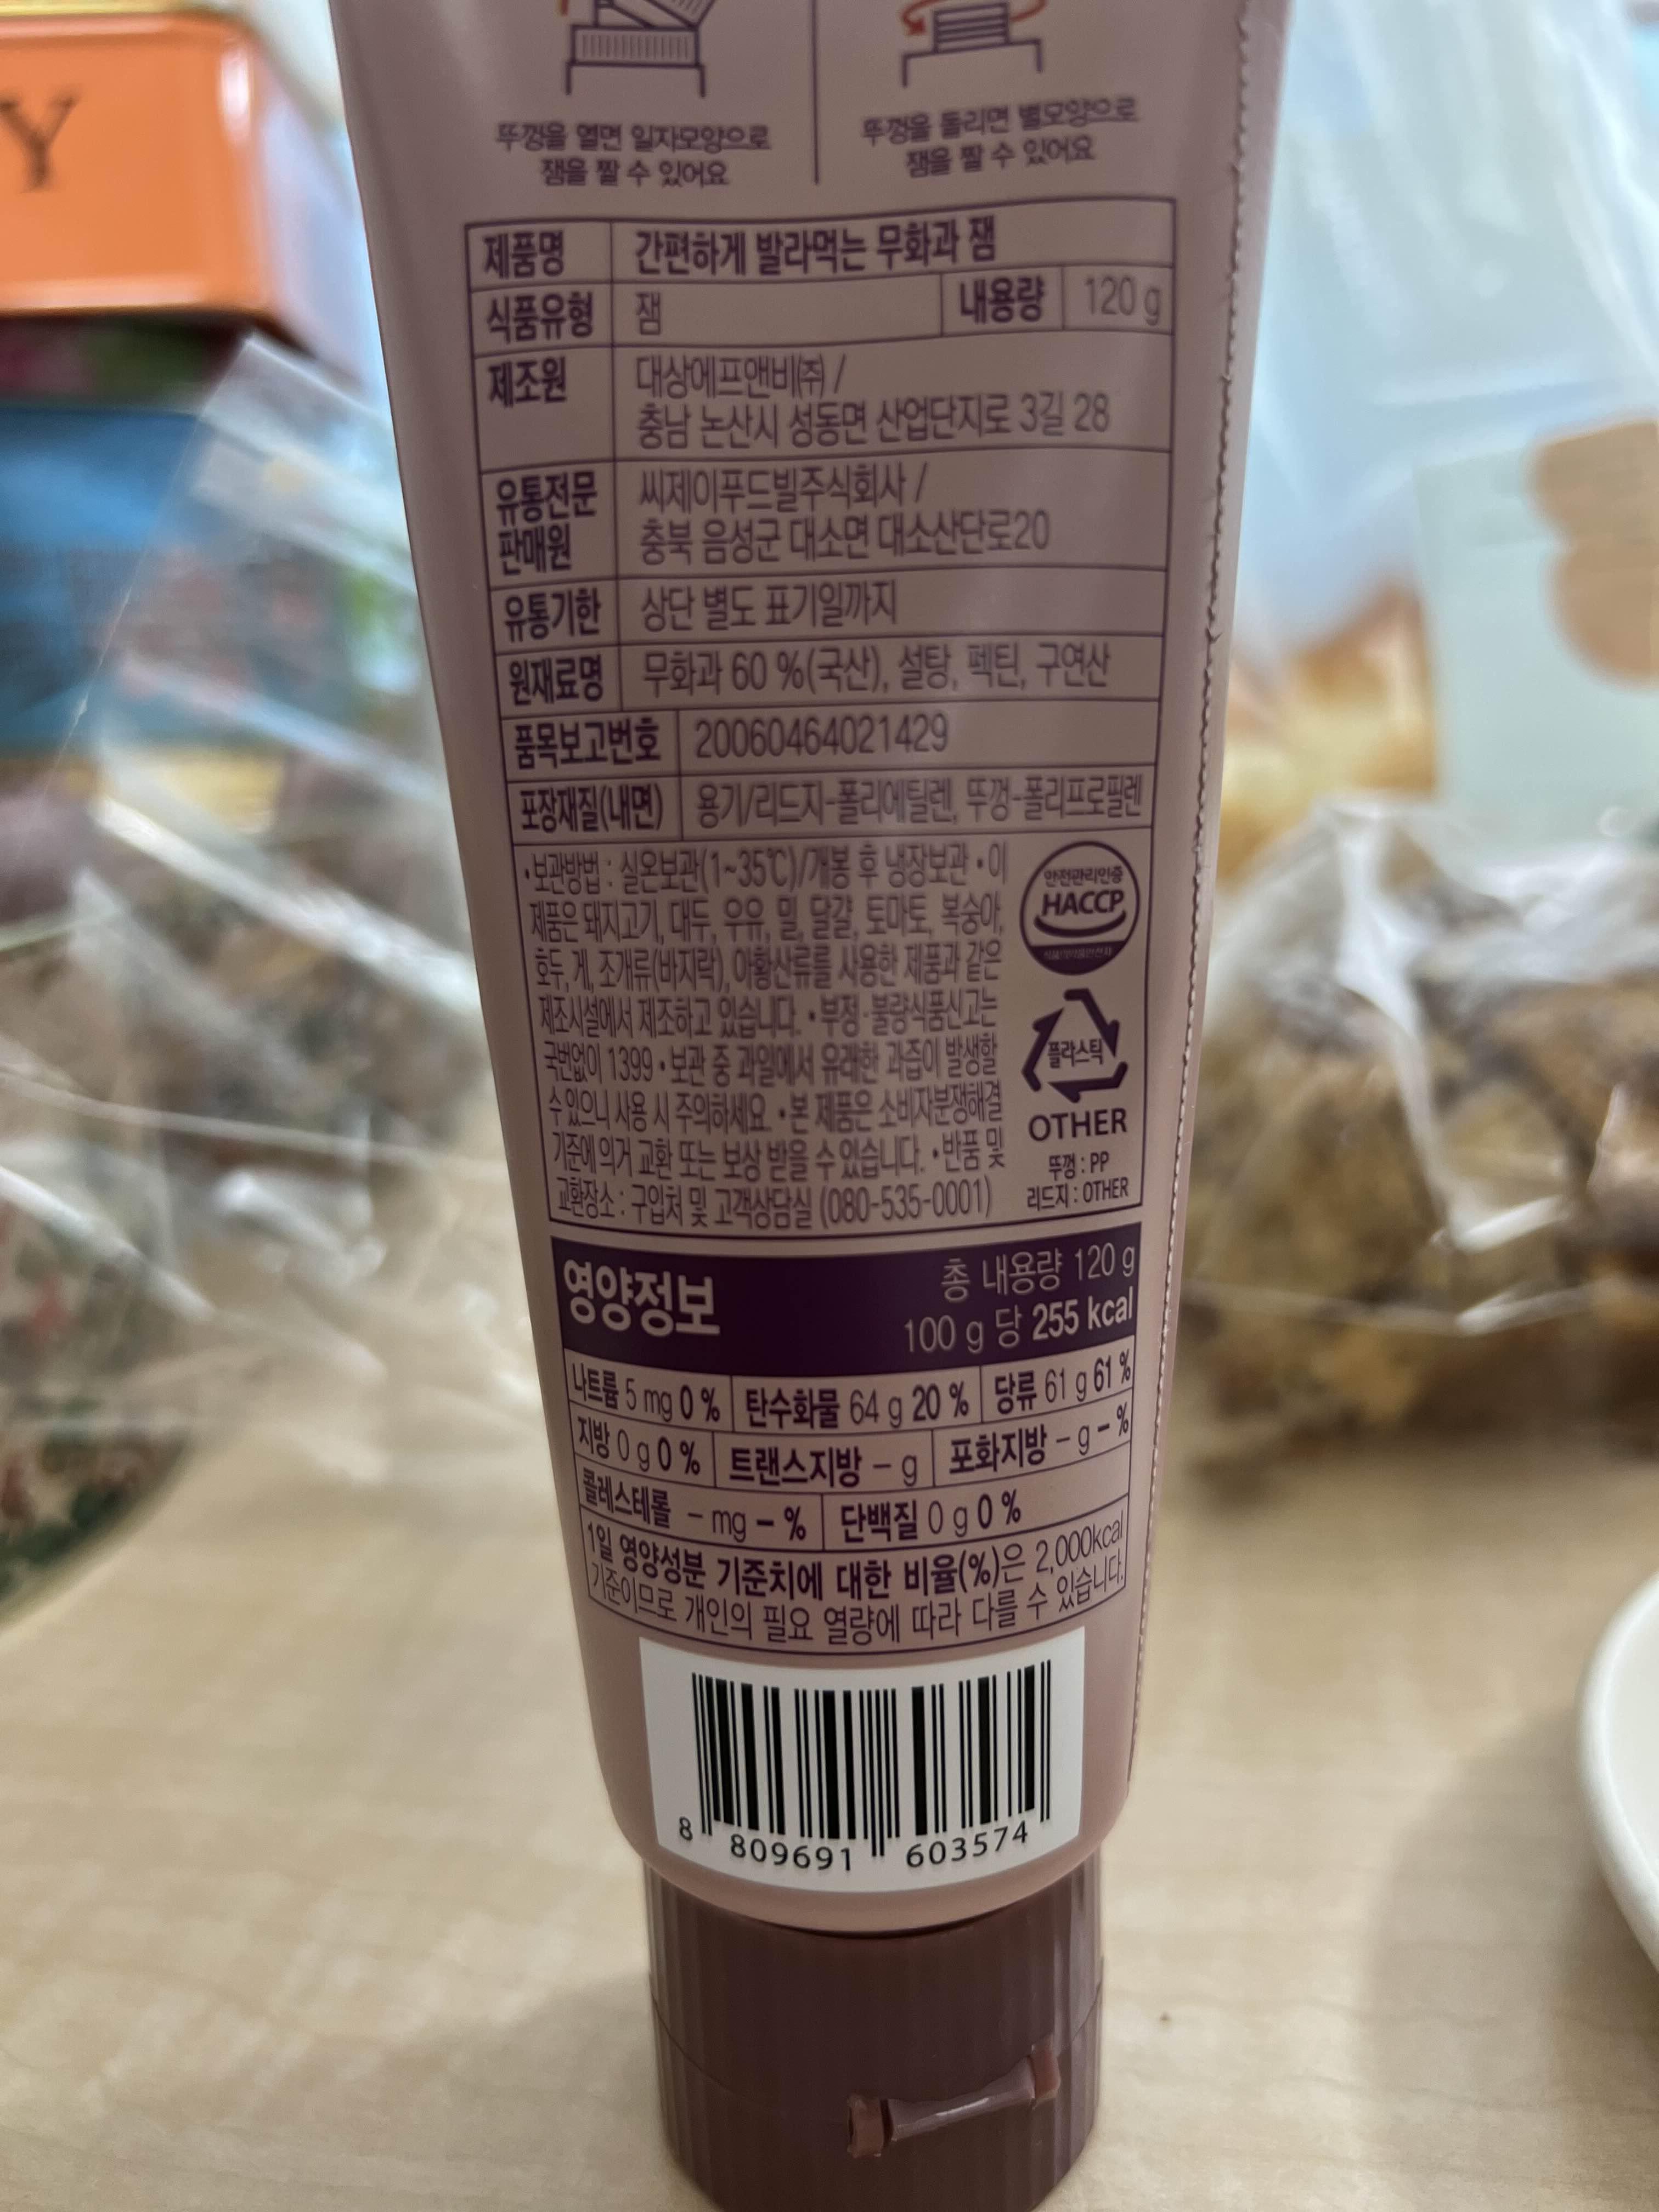 Y
뚜껑을 열면 일자모양으로
잼을 짤 수 있어요
뚜껑을 돌리면 별모양으로
잼을 짤 수 있어요
제품명 간편하게 발라먹는 무화과 잼
식품유형 잼 내용량 120 g
제조원 대상에프앤비(주) /
충남 논산시 성동면 산업단지로 3길 28
유통전문 씨제이푸드빌주식회사 /
판매원 충북 음성군 대소면 대소산단로20
유통기한 상단 별도 표기일까지
원재료명 무화과 60 %(국산), 설탕, 펙틴, 구연산
품목보고번호 20060464021429
포장재질(내면) 용기/리드지-폴리에틸렌, 뚜껑-폴리프로필렌
•보관방법 : 실온보관(1~35℃)/개봉 후 냉장보관 •이
제품은 돼지고기, 대두, 우유, 밀, 달걀, 토마토, 복숭아,
호두, 게, 조개류(바지락), 아황산류를 사용한 제품과 같은
제조시설에서 제조하고 있습니다. •부정·불량식품신고는
국번없이 1399 •보관 중 과일에서 유래한 과즙이 발생할
수 있으니 사용 시 주의하세요. •본 제품은 소비자분쟁해결
기준에 의거 교환 또는 보상 받을 수 있습니다. •반품 및
교환장소 : 구입처 및 고객상담실 (080-535-0001)
안전관리인증
HACCP
식품의약품안전처
플라스틱
OTHER
뚜껑 : PP
리드지 : OTHER
영양정보
총 내용량 120 g
100 g 당 255 kcal
나트륨 5 mg 0 % 탄수화물 64 g 20 % 당류 61 g 61 %
지방 0 g 0 % 트랜스지방 – g 포화지방 – g – %
콜레스테롤 – mg – % 단백질 0 g 0 %
1일 영양성분 기준치에 대한 비율(%)은 2,000kcal
기준이므로 개인의 필요 열량에 따라 다를 수 있습니다.
8 809691 603574